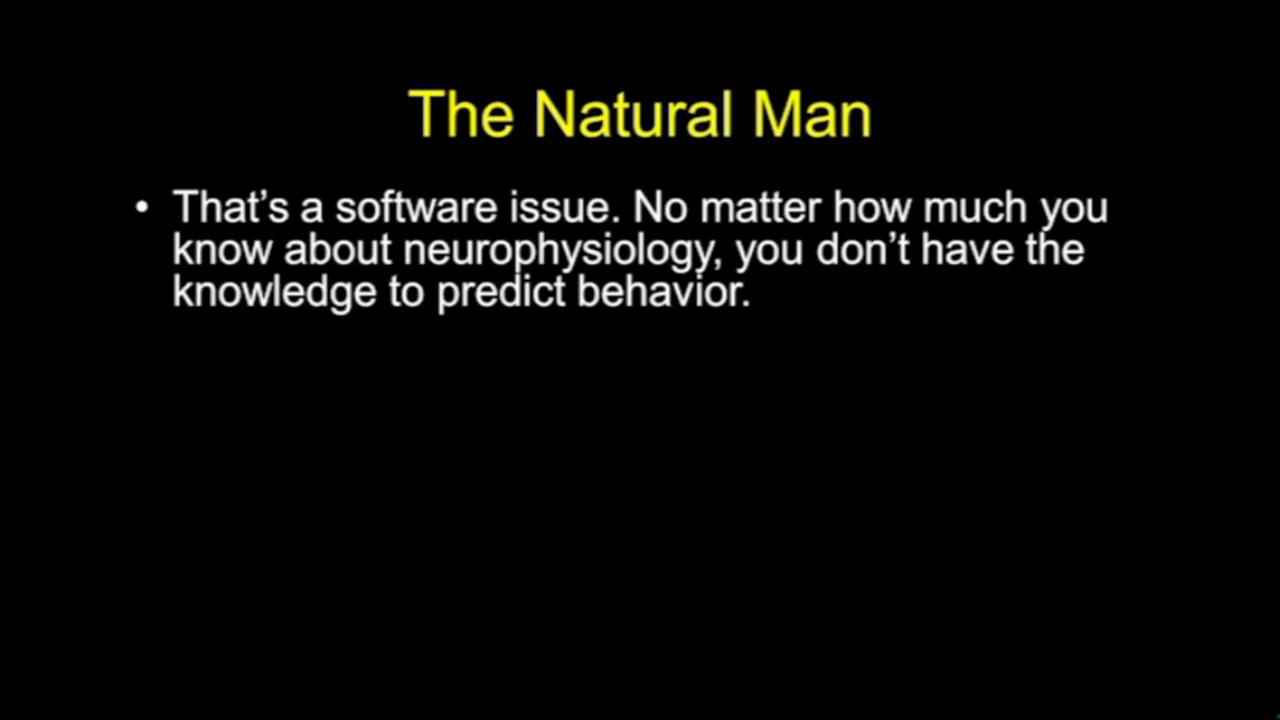 The Natural Man
• That’s a software issue. No matter how much you
know about neurophysiology, you don’t have the
knowledge to predict behavior.